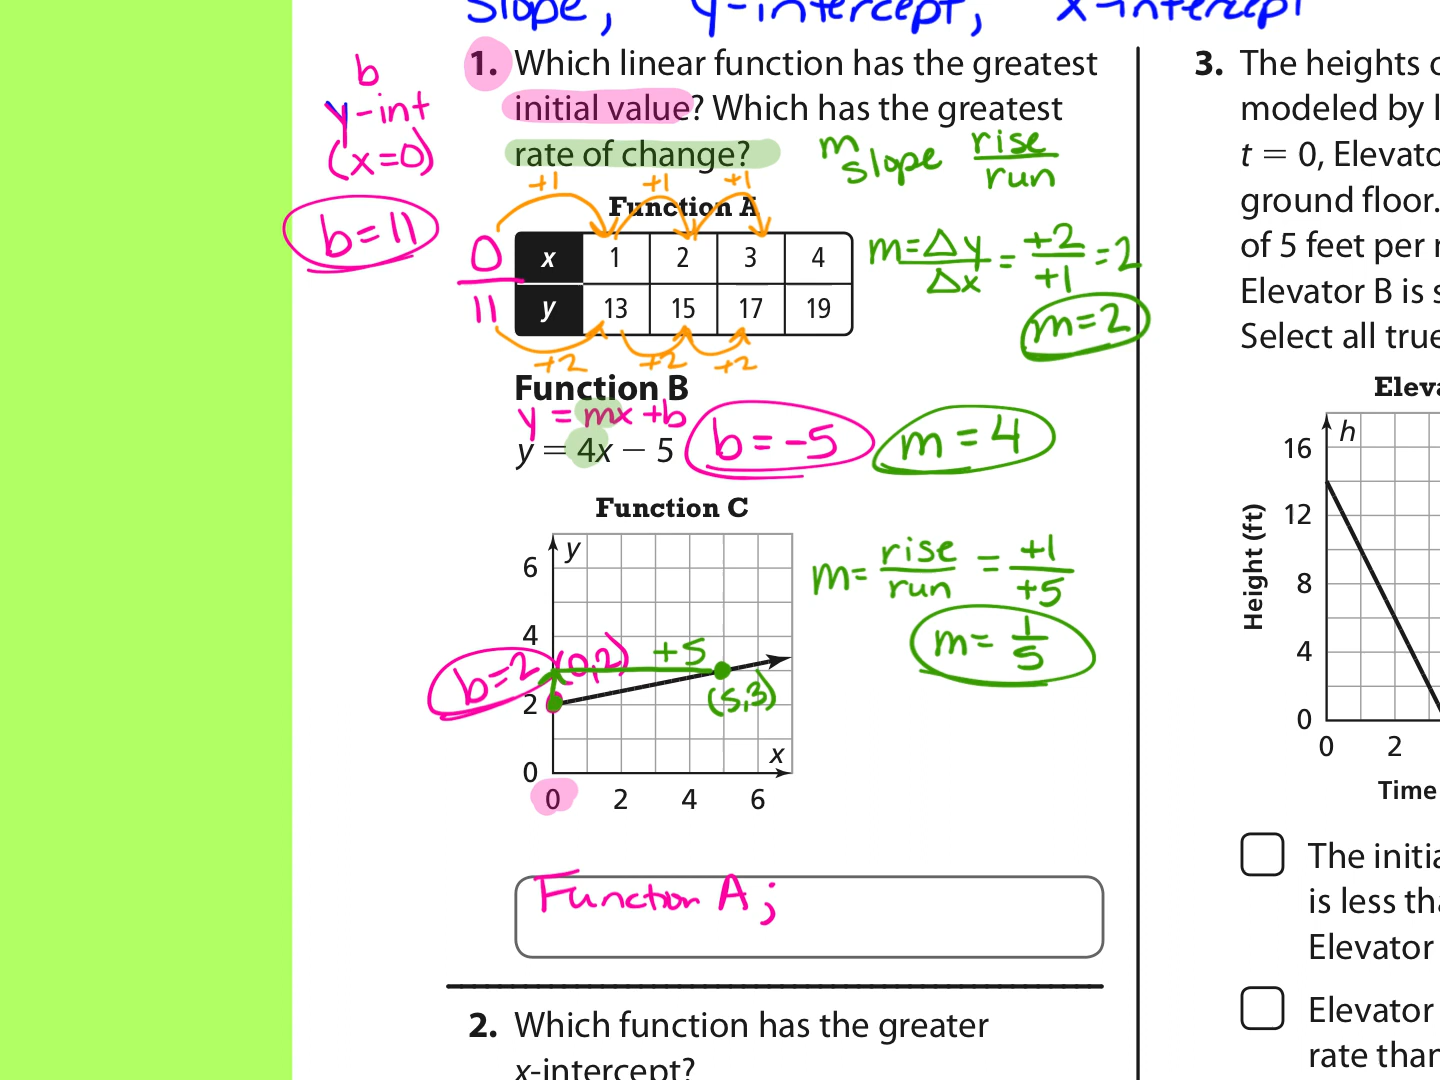 Slope, y-intercept, x-intercept
b
y-int
(x=0)
b=11
1. Which linear function has the greatest
initial value? Which has the greatest
rate of change?
m slope rise/run
+1 +1 +1
Function A
0 x 1 2 3 4
11 y 13 15 17 19
+2 +2 +2
m=Δy/Δx = +2/+1 = 2
m=2
Function B
y = mx+b
y = 4x − 5
b=-5
m=4
Function C
y
6
4
2
0
x
0 2 4 6
b=2 (0,2) +5
(5,3)
m= rise/run = +1/+5
m= 1/5
Function A;
2. Which function has the greater
x-intercept?
3. The heights
modeled by
t = 0, Elevato
ground floor.
of 5 feet per
Elevator B is s
Select all true
Eleva
h
16
12
8
4
0
0 2
Height (ft)
Time
The initia
is less tha
Elevator
Elevator
rate than